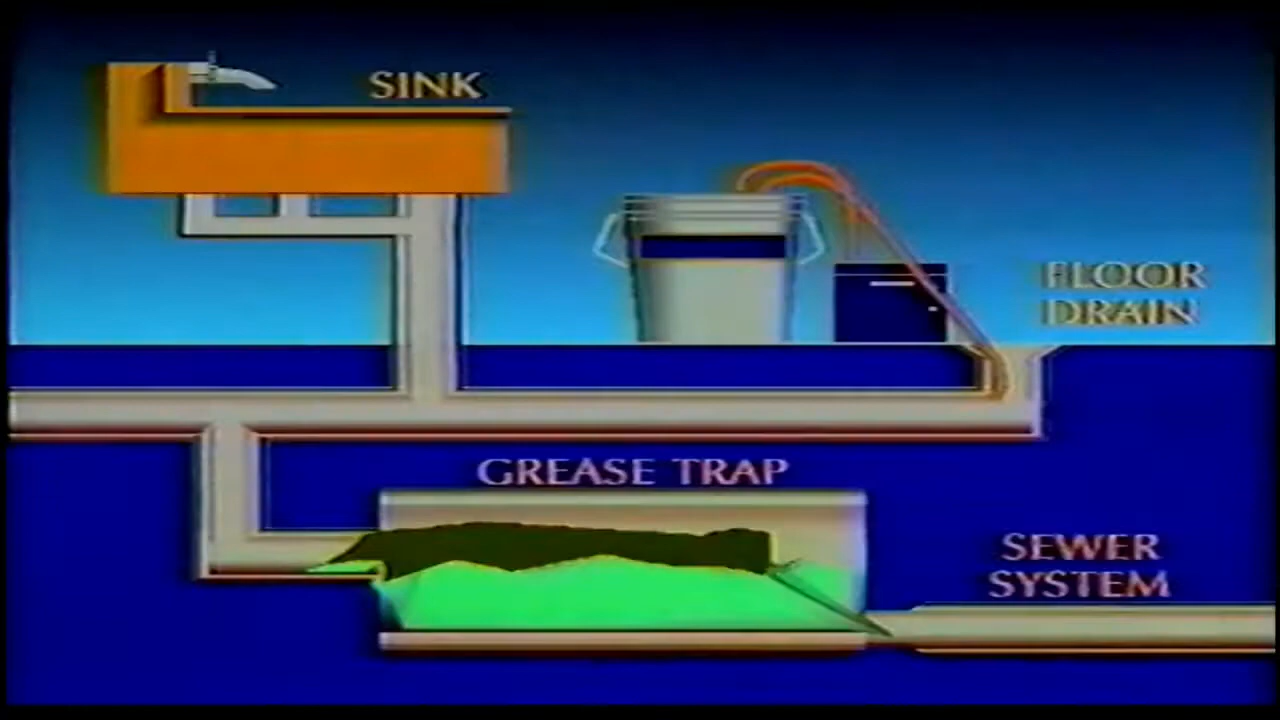 SINK
FLOOR
DRAIN
GREASE TRAP
SEWER
SYSTEM